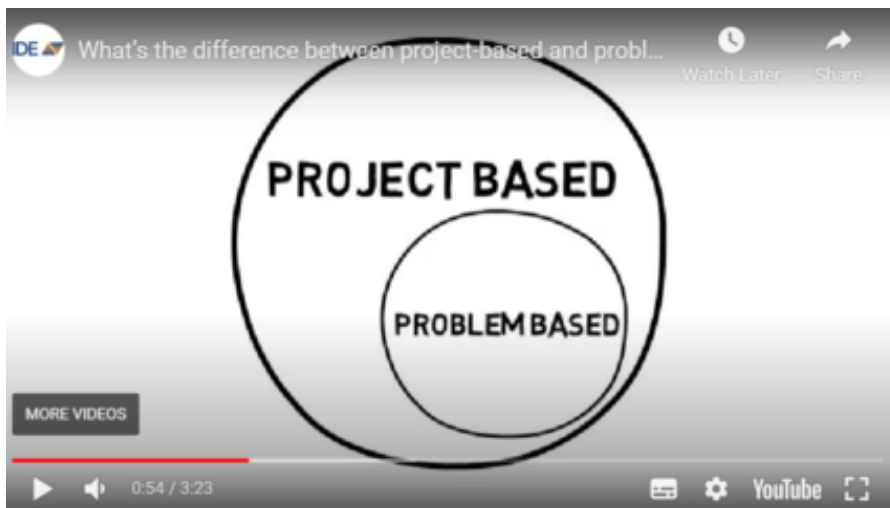 IDE What's the difference between project-based and probl...
Watch Later Share
PROJECT BASED
PROBLEM BASED
MORE VIDEOS
0:54 / 3:23 YouTube